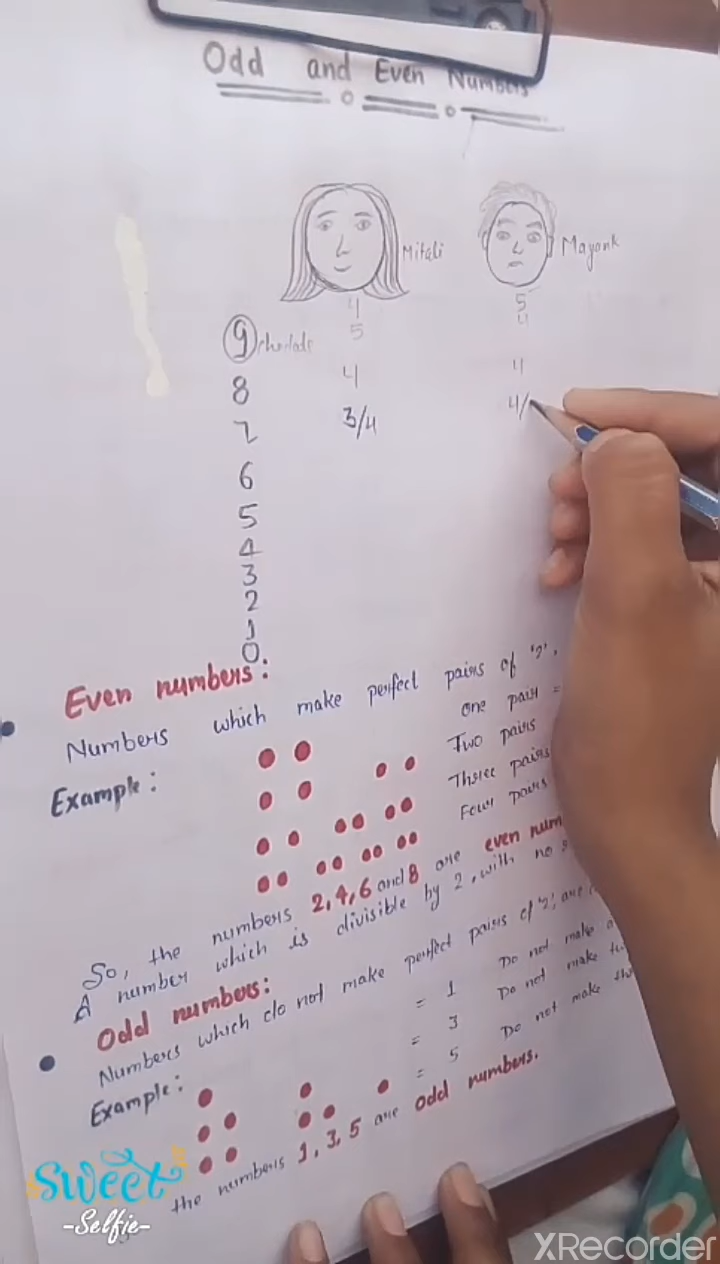 Odd and Even Numbers
Mitali
Mayank
4 5
5 4
9
8 4 4
7 3/4 4/
6
5
4
3
2
1
0
Even numbers:
Numbers which make perfect pairs of '2',
Example:
one pair =
Two pairs
Three pairs
Four pairs
So, the numbers 2, 4, 6 and 8 are even num
A number which is divisible by 2, with no
Odd numbers:
Numbers which do not make perfect pairs of '2', are
Example:
= 1 Do not make
= 3 Do not make
= 5 Do not make
the numbers 1, 3, 5 are odd numbers.
Sweet
-Selfie-
XRecorder